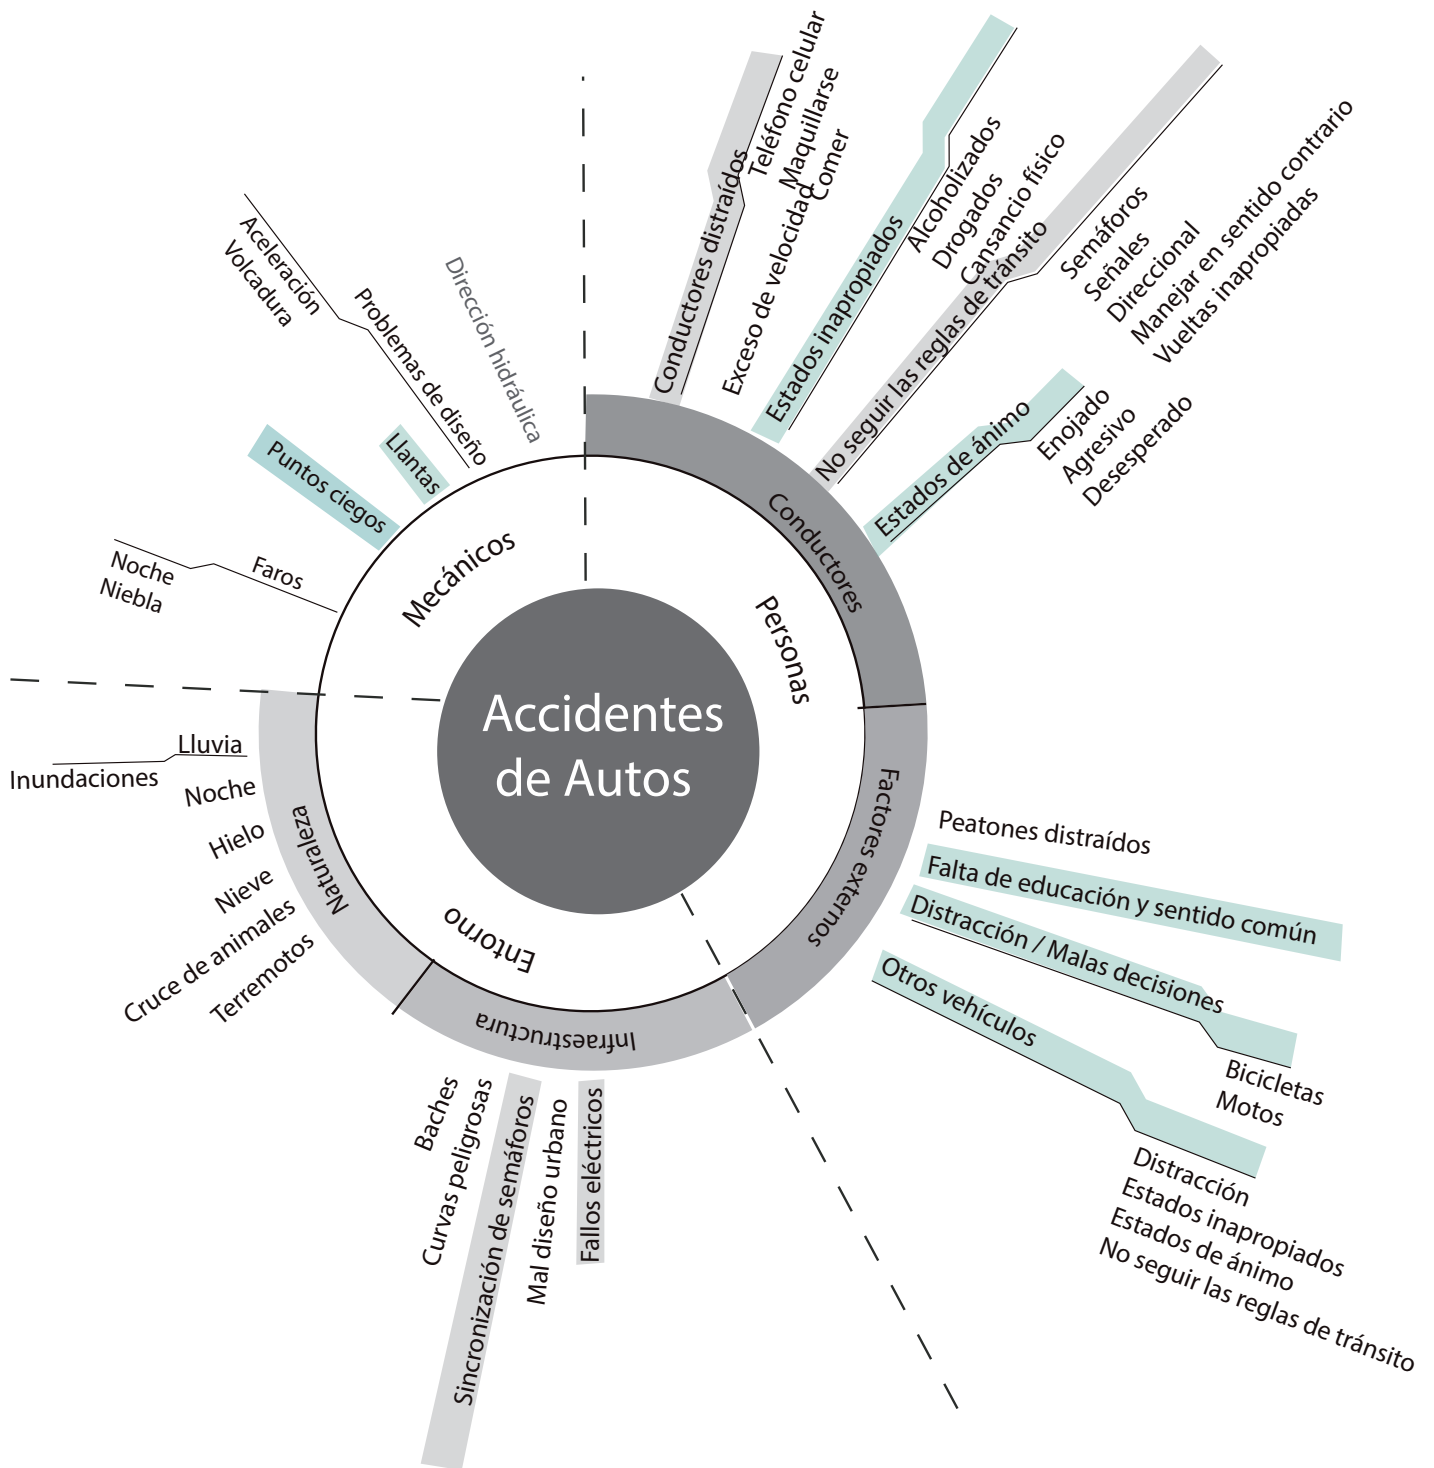 Accidentes
de Autos
Personas
Conductores
Conductores distraídos
Teléfono celular
Maquillarse
Comer
Exceso de velocidad
Estados inapropiados
Alcoholizados
Drogados
Cansancio físico
No seguir las reglas de tránsito
Semáforos
Señales
Direccional
Manejar en sentido contrario
Vueltas inapropiadas
Estados de ánimo
Enojado
Agresivo
Desesperado
Factores externos
Peatones distraídos
Falta de educación y sentido común
Distracción / Malas decisiones
Bicicletas
Motos
Otros vehículos
Distracción
Estados inapropiados
Estados de ánimo
No seguir las reglas de tránsito
Entorno
Infraestructura
Fallos eléctricos
Mal diseño urbano
Sincronización de semáforos
Curvas peligrosas
Baches
Naturaleza
Terremotos
Cruce de animales
Nieve
Hielo
Noche
Lluvia
Inundaciones
Mecánicos
Faros
Noche
Niebla
Puntos ciegos
Llantas
Problemas de diseño
Aceleración
Volcadura
Dirección hidráulica